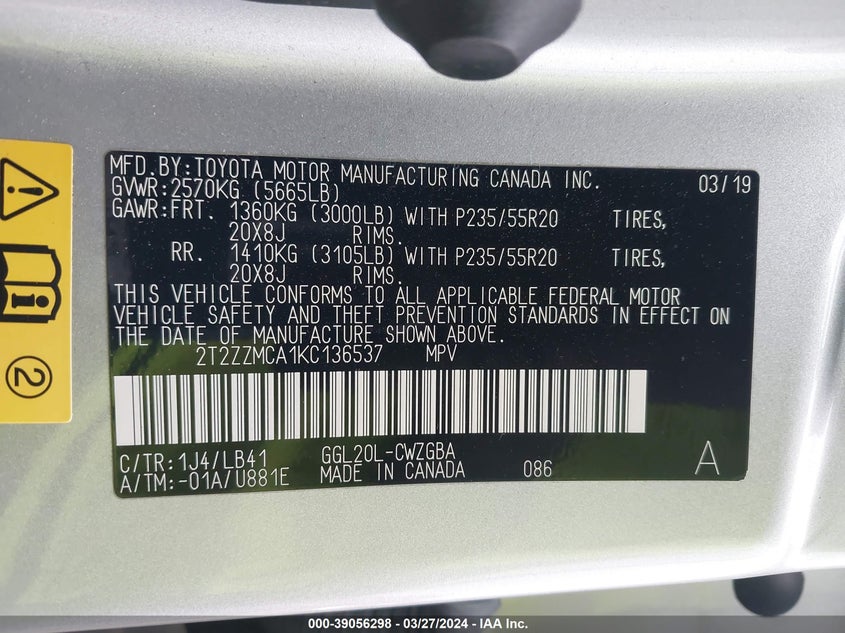 MFD.BY:TOYOTA MOTOR MANUFACTURING CANADA INC. 03/19
GVWR:2570KG (5665LB)
GAWR:FRT. 1360KG (3000LB) WITH P235/55R20 TIRES,
20X8J RIMS.
RR. 1410KG (3105LB) WITH P235/55R20 TIRES,
20X8J RIMS.
THIS VEHICLE CONFORMS TO ALL APPLICABLE FEDERAL MOTOR
VEHICLE SAFETY AND THEFT PREVENTION STANDARDS IN EFFECT ON
THE DATE OF MANUFACTURE SHOWN ABOVE.
2T2ZZMCA1KC136537 MPV
C/TR:1J4/LB41 GGL20L-CWZGBA
A/TM:-01A/U881E MADE IN CANADA 086 A
2
000-39056298 - 03/27/2024 - IAA Inc.